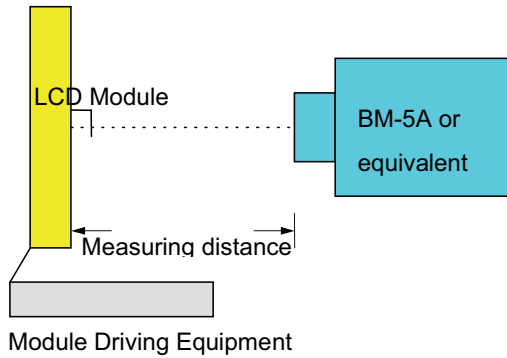 LCD Module
BM-5A or
equivalent
Measuring distance
Module Driving Equipment